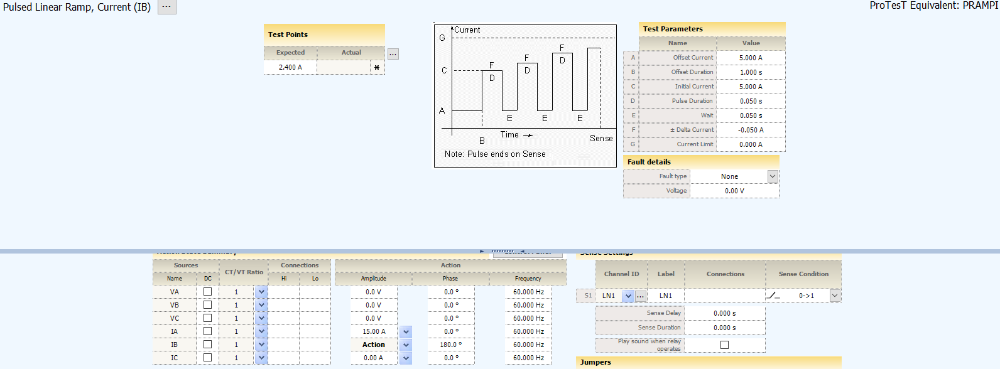 Pulsed Linear Ramp, Current (IB) ...
ProTesT Equivalent: PRAMPI
Test Points
Expected Actual
...
2.400 A
Current
G
C
A
F F F
D D D
E E E
Time
B
Sense
Note: Pulse ends on Sense
Test Parameters
Name Value
A Offset Current 5.000 A
B Offset Duration 1.000 s
C Initial Current 5.000 A
D Pulse Duration 0.050 s
E Wait 0.050 s
F ± Delta Current -0.050 A
G Current Limit 0.000 A
Fault details
Fault type None
Voltage 0.00 V
Sources CT/VT Ratio Connections Action
Name DC Hi Lo Amplitude Phase Frequency
VA 1 0.0 V 0.0 ° 60.000 Hz
VB 1 0.0 V 0.0 ° 60.000 Hz
VC 1 0.0 V 0.0 ° 60.000 Hz
IA 1 15.00 A 0.0 ° 60.000 Hz
IB 1 Action 180.0 ° 60.000 Hz
IC 1 0.00 A 0.0 ° 60.000 Hz
Sense Settings
Channel ID Label Connections Sense Condition
S1 LN1 ... LN1 0->1
Sense Delay 0.000 s
Sense Duration 0.000 s
Play sound when relay
operates
Jumpers